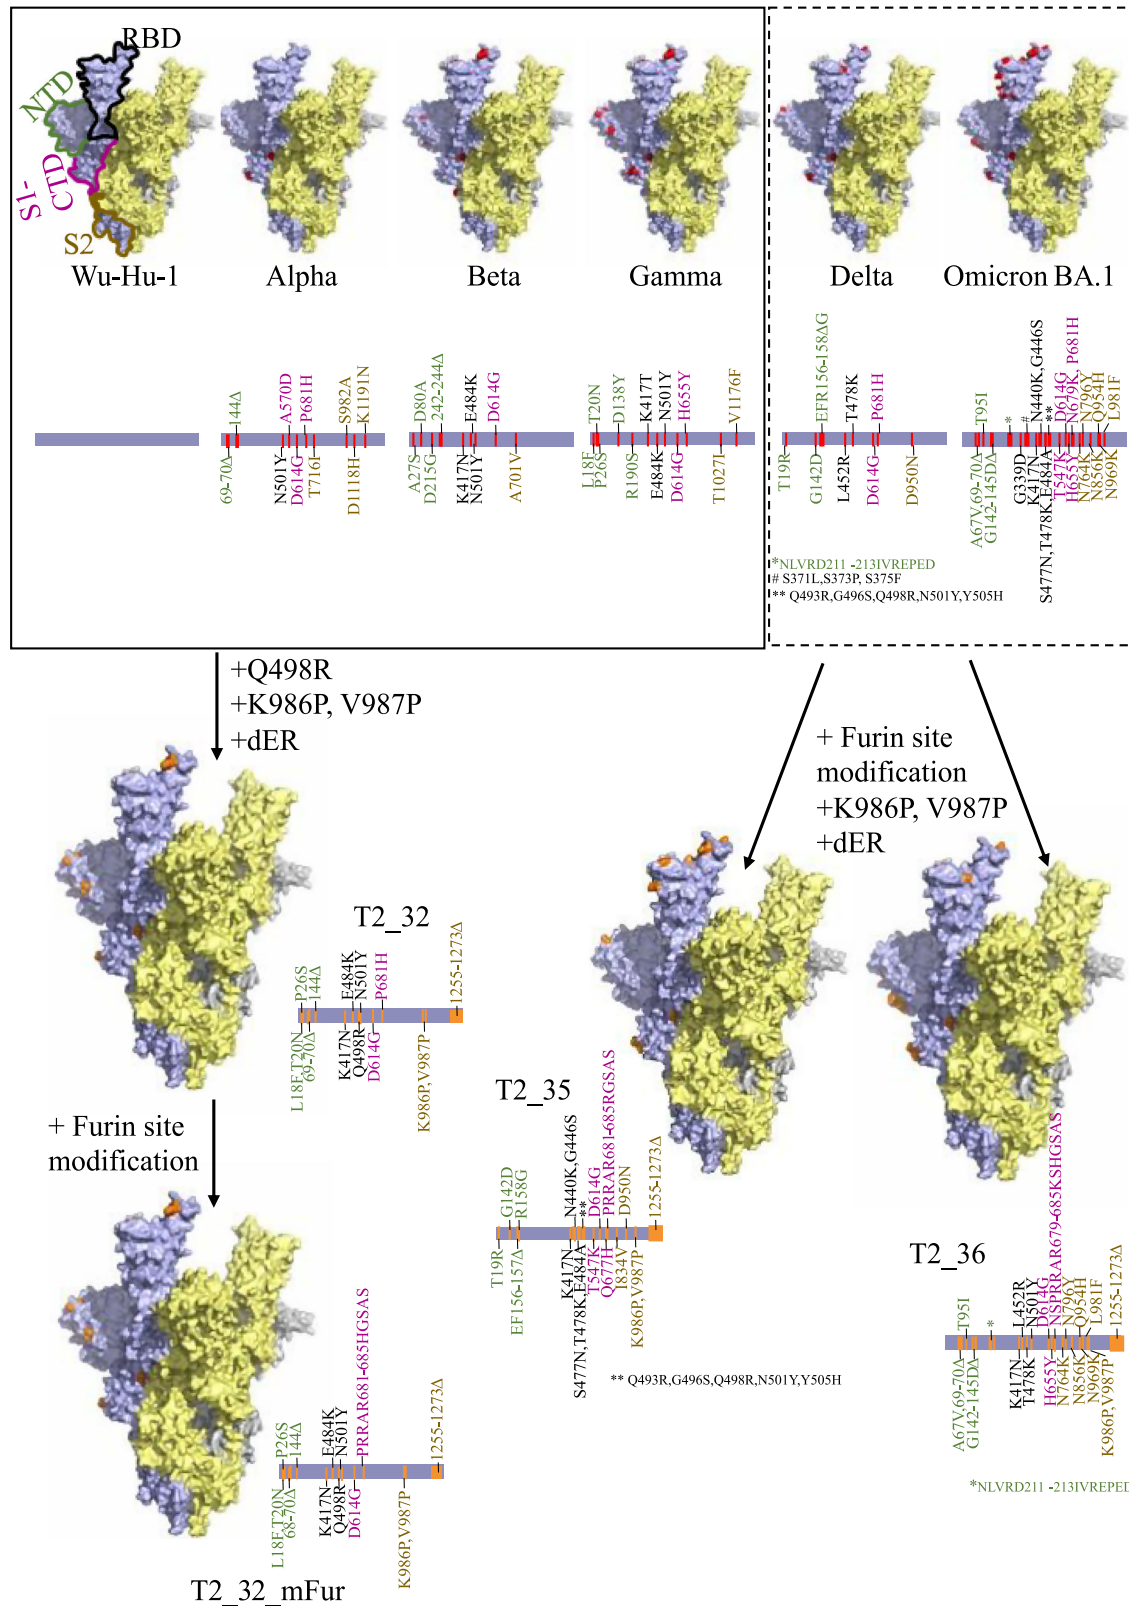 RBD
NTD
S1-
CTD
S2
Wu-Hu-1
Alpha
Beta
Gamma
Delta
Omicron BA.1
69-70Δ
144Δ
N501Y
A570D
D614G
P681H
T716I
S982A
D1118H
K1191N
A27S
D80A
D215G
242-244Δ
K417N
E484K
N501Y
D614G
A701V
L18F
T20N
P26S
D138Y
R190S
K417T
E484K
N501Y
D614G
H655Y
T1027I
V1176F
T19R
G142D
EFR156-158ΔG
L452R
T478K
D614G
P681H
D950N
A67V,69-70Δ
T95I
G142-145DΔ
*
G339D
#
K417N
N440K,G446S
S477N,T478K,E484A
**
T547K
D614G
H655Y
N679K, P681H
N764K
N796Y
N856K
Q954H
N969K
L981F
*NLVRD211 -213IVREPED
# S371L,S373P, S375F
** Q493R,G496S,Q498R,N501Y,Y505H
+Q498R
+K986P, V987P
+dER
+ Furin site
modification
+K986P, V987P
+dER
T2_32
L18F,T20N
P26S
69-70Δ
144Δ
K417N
E484K
Q498R
N501Y
D614G
P681H
K986P,V987P
1255-1273Δ
+ Furin site
modification
T2_35
T19R
G142D
EF156-157Δ
R158G
K417N
N440K,G446S
S477N,T478K,E484A
**
T547K
D614G
Q677H
PRRAR681-685RGSAS
I834V
D950N
K986P,V987P
1255-1273Δ
** Q493R,G496S,Q498R,N501Y,Y505H
T2_36
A67V,69-70Δ
T95I
G142-145DΔ
*
K417N
L452R
T478K
N501Y
H655Y
D614G
NSPRRAR679-685KSHGSAS
N764K
N796Y
N856K
Q954H
N969K
L981F
K986P,V987P
1255-1273Δ
*NLVRD211 -213IVREPED
L18F,T20N
P26S
68-70Δ
144Δ
K417N
E484K
Q498R
N501Y
D614G
PRRAR681-685HGSAS
K986P,V987P
1255-1273Δ
T2_32_mFur